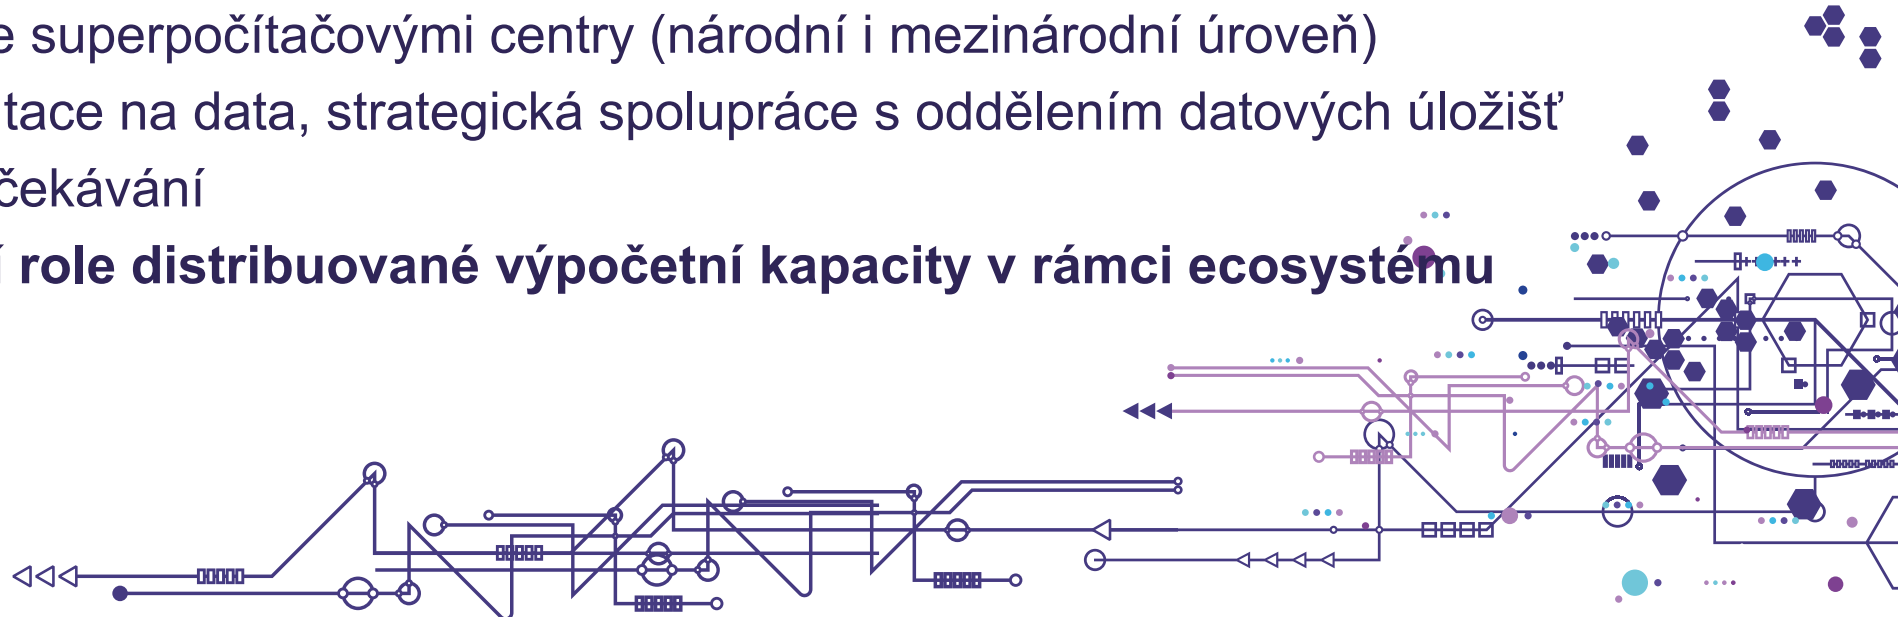 e superpočítačovými centry (národní i mezinárodní úroveň)
tace na data, strategická spolupráce s oddělením datových úložišť
čekávání
í role distribuované výpočetní kapacity v rámci ecosystému